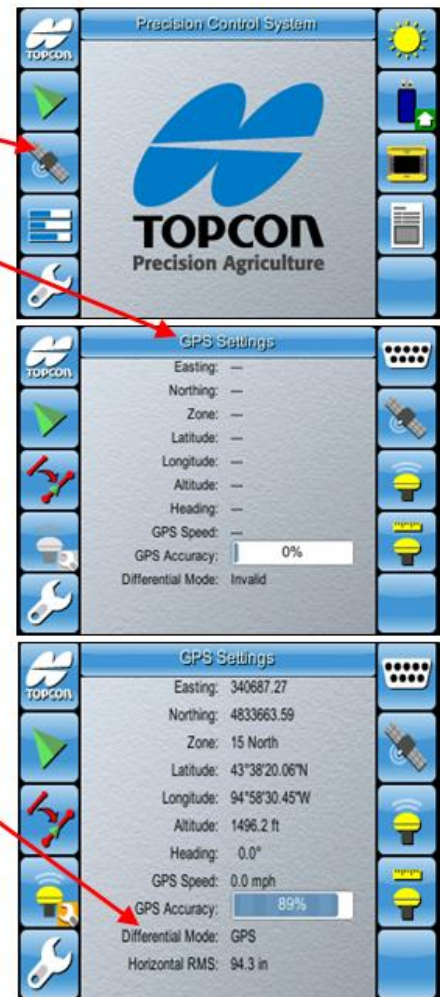 TOPCON
Precision Control System
TOPCON
Precision Agriculture
TOPCON
GPS Settings
Easting: ---
Northing: ---
Zone: ---
Latitude: ---
Longitude: ---
Altitude: ---
Heading: ---
GPS Speed: ---
GPS Accuracy: 0%
Differential Mode: Invalid
TOPCON
GPS Settings
Easting: 340687.27
Northing: 4833663.59
Zone: 15 North
Latitude: 43°38'20.06"N
Longitude: 94°58'30.45"W
Altitude: 1496.2 ft
Heading: 0.0°
GPS Speed: 0.0 mph
GPS Accuracy: 89%
Differential Mode: GPS
Horizontal RMS: 94.3 in